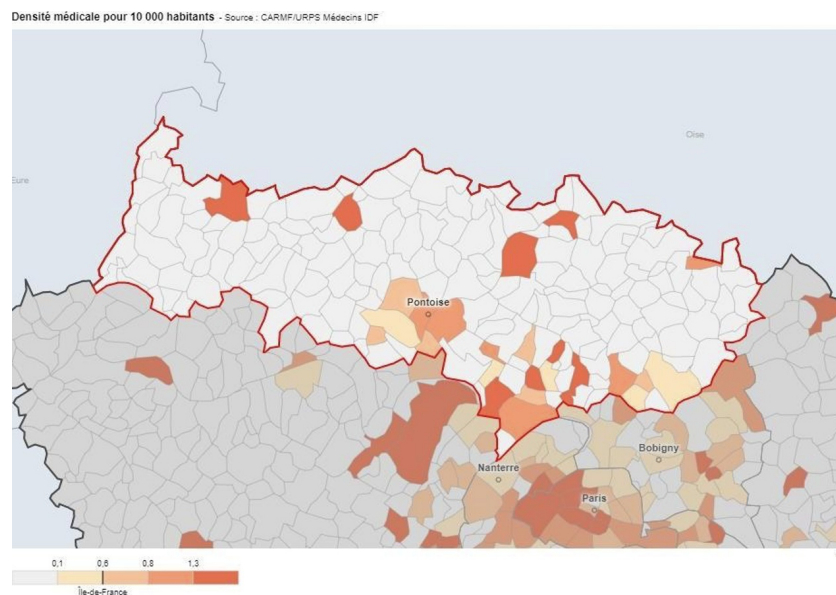 Densité médicale pour 10 000 habitants - Source : CARMF/URPS Médecins IDF
Oise
Eure
Pontoise
Bobigny
Nanterre
Paris
0,1 0,6 0,8 1,3
Île-de-France